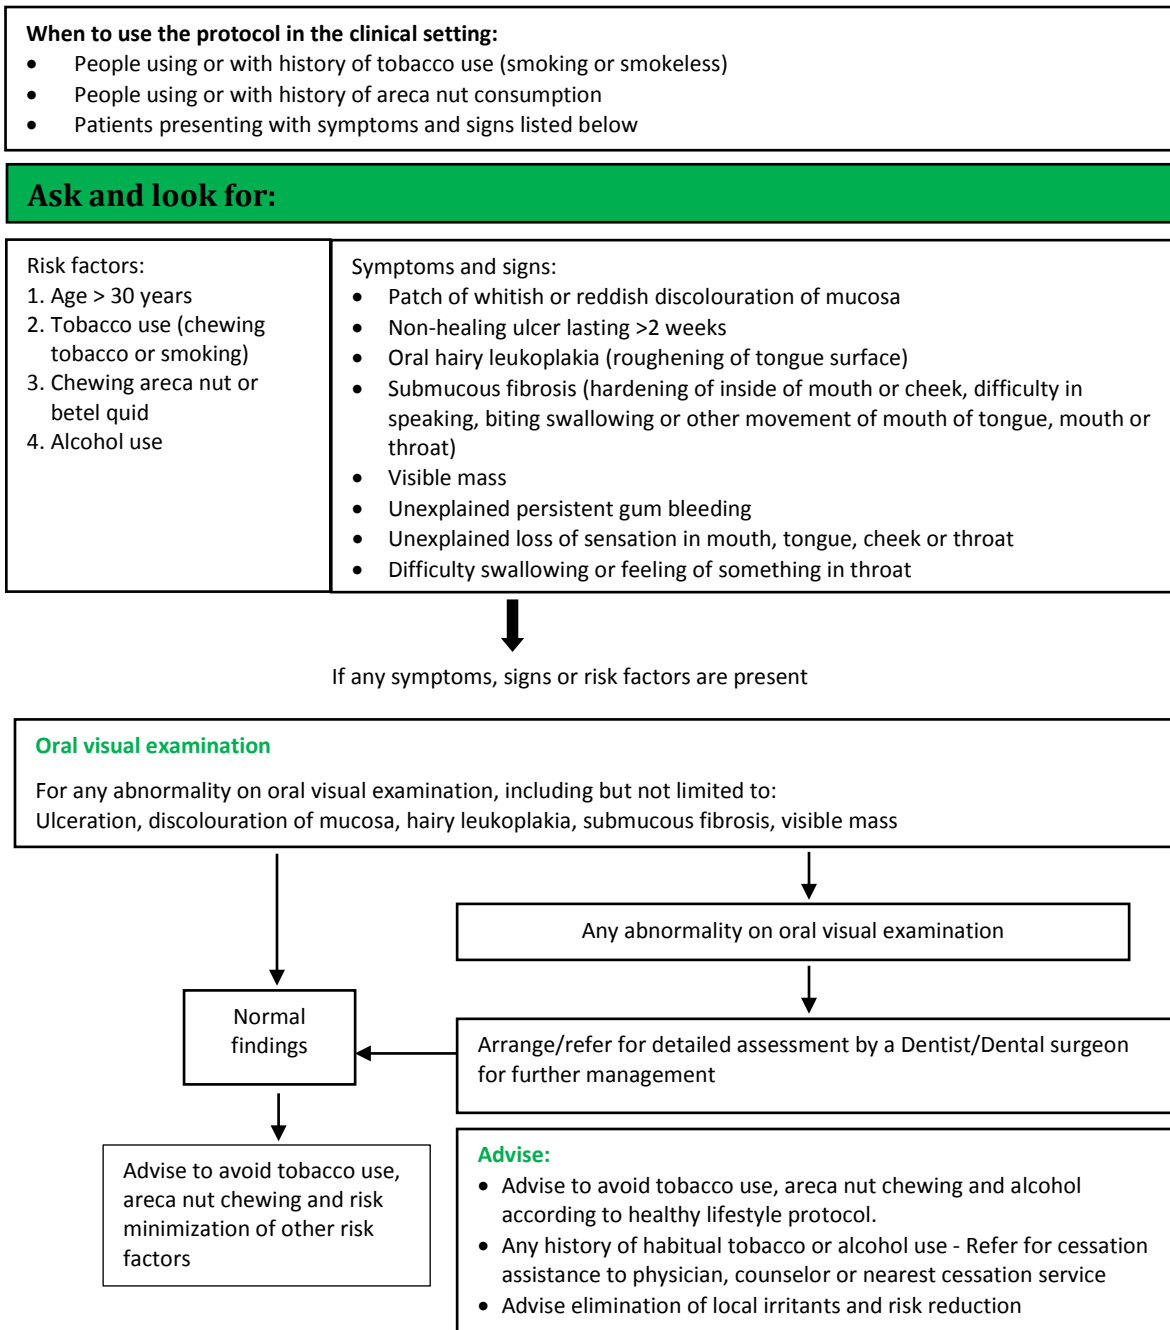 When to use the protocol in the clinical setting:
• People using or with history of tobacco use (smoking or smokeless)
• People using or with history of areca nut consumption
• Patients presenting with symptoms and signs listed below
Ask and look for:
Risk factors:
1. Age > 30 years
2. Tobacco use (chewing
tobacco or smoking)
3. Chewing areca nut or
betel quid
4. Alcohol use
Symptoms and signs:
• Patch of whitish or reddish discolouration of mucosa
• Non-healing ulcer lasting >2 weeks
• Oral hairy leukoplakia (roughening of tongue surface)
• Submucous fibrosis (hardening of inside of mouth or cheek, difficulty in
speaking, biting swallowing or other movement of mouth of tongue, mouth or
throat)
• Visible mass
• Unexplained persistent gum bleeding
• Unexplained loss of sensation in mouth, tongue, cheek or throat
• Difficulty swallowing or feeling of something in throat
If any symptoms, signs or risk factors are present
Oral visual examination
For any abnormality on oral visual examination, including but not limited to:
Ulceration, discolouration of mucosa, hairy leukoplakia, submucous fibrosis, visible mass
Any abnormality on oral visual examination
Normal
findings
Arrange/refer for detailed assessment by a Dentist/Dental surgeon
for further management
Advise to avoid tobacco use,
areca nut chewing and risk
minimization of other risk
factors
Advise:
• Advise to avoid tobacco use, areca nut chewing and alcohol
according to healthy lifestyle protocol.
• Any history of habitual tobacco or alcohol use - Refer for cessation
assistance to physician, counselor or nearest cessation service
• Advise elimination of local irritants and risk reduction